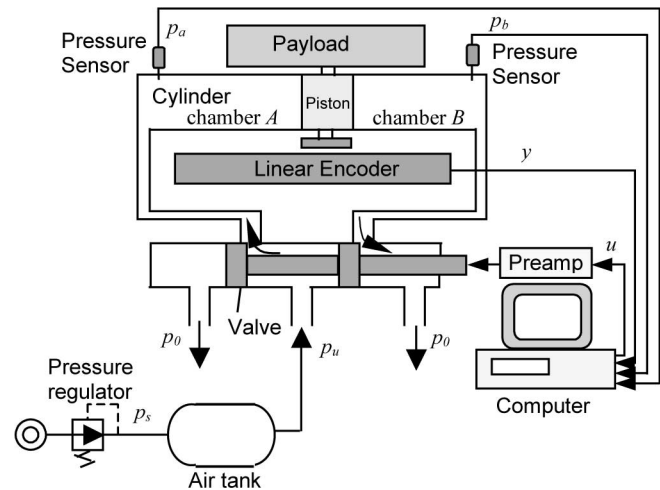 p_a
p_b
Pressure
Sensor
Payload
Pressure
Sensor
Cylinder
Piston
chamber A
chamber B
Linear Encoder
y
u
Preamp
Valve
p_0
p_u
p_0
Pressure
regulator
p_s
Computer
Air tank